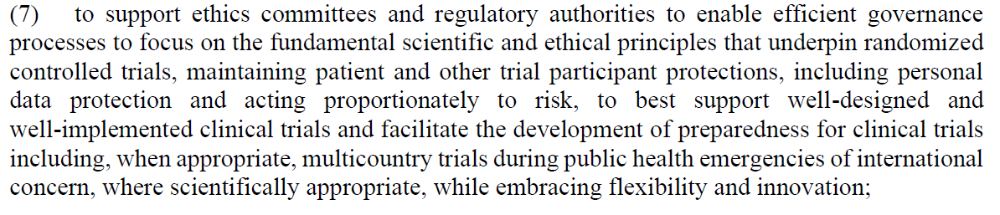 (7) to support ethics committees and regulatory authorities to enable efficient governance
processes to focus on the fundamental scientific and ethical principles that underpin randomized
controlled trials, maintaining patient and other trial participant protections, including personal
data protection and acting proportionately to risk, to best support well-designed and
well-implemented clinical trials and facilitate the development of preparedness for clinical trials
including, when appropriate, multicountry trials during public health emergencies of international
concern, where scientifically appropriate, while embracing flexibility and innovation;